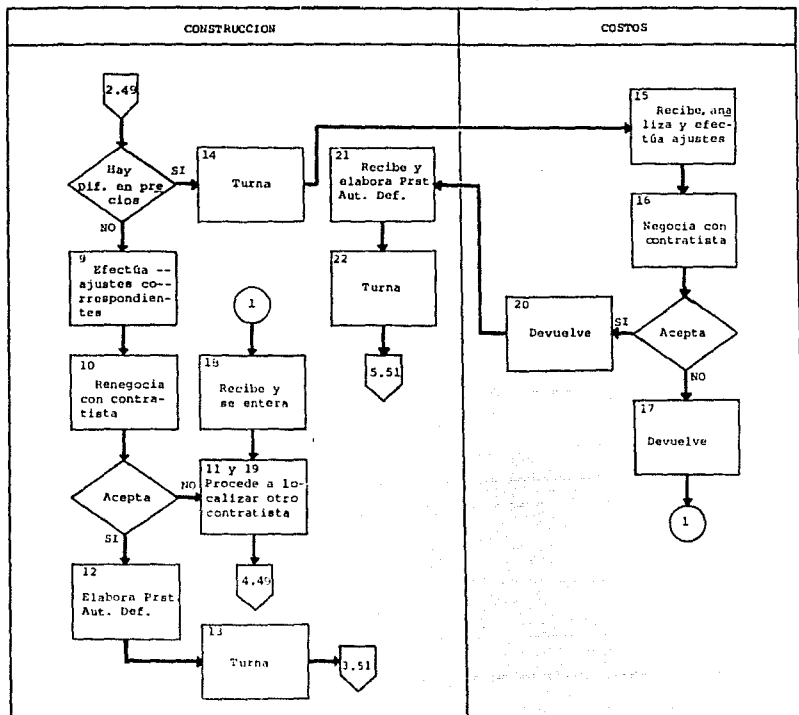 CONSTRUCCION
COSTOS
2.49
Hay
Dif. en pre
cios
SI
NO
14
Turna
21
Recibe y
elabora Prst.
Aut. Def.
15
Recibe, ana
liza y efec-
túa ajustes
16
Negocia con
contratista
9
Efectúa --
ajustes co--
rrespondien-
tes
1
22
Turna
20
Devuelve
SI
Acepta
NO
10
Renegocia
con contra-
tista
18
Recibe y
se entera
5.51
17
Devuelve
Acepta
NO
SI
11 y 19
Procede a lo-
calizar otro
contratista
1
12
Elabora Prst.
Aut. Def.
4.49
13
Turna
3.51